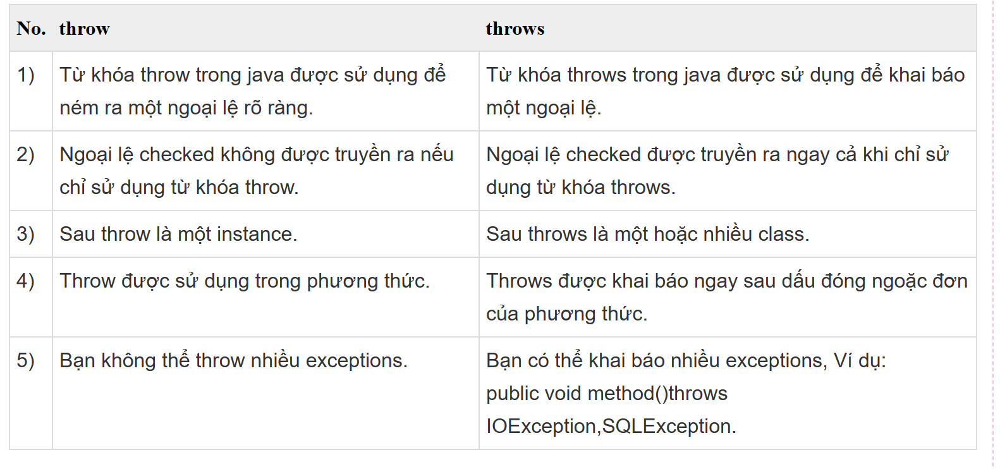 No. throw throws
1) Từ khóa throw trong java được sử dụng để
ném ra một ngoại lệ rõ ràng.
Từ khóa throws trong java được sử dụng để khai báo
một ngoại lệ.
2) Ngoại lệ checked không được truyền ra nếu
chỉ sử dụng từ khóa throw.
Ngoại lệ checked được truyền ra ngay cả khi chỉ sử
dụng từ khóa throws.
3) Sau throw là một instance.
Sau throws là một hoặc nhiều class.
4) Throw được sử dụng trong phương thức.
Throws được khai báo ngay sau dấu đóng ngoặc đơn
của phương thức.
5) Bạn không thể throw nhiều exceptions.
Bạn có thể khai báo nhiều exceptions, Ví dụ:
public void method()throws
IOException,SQLException.